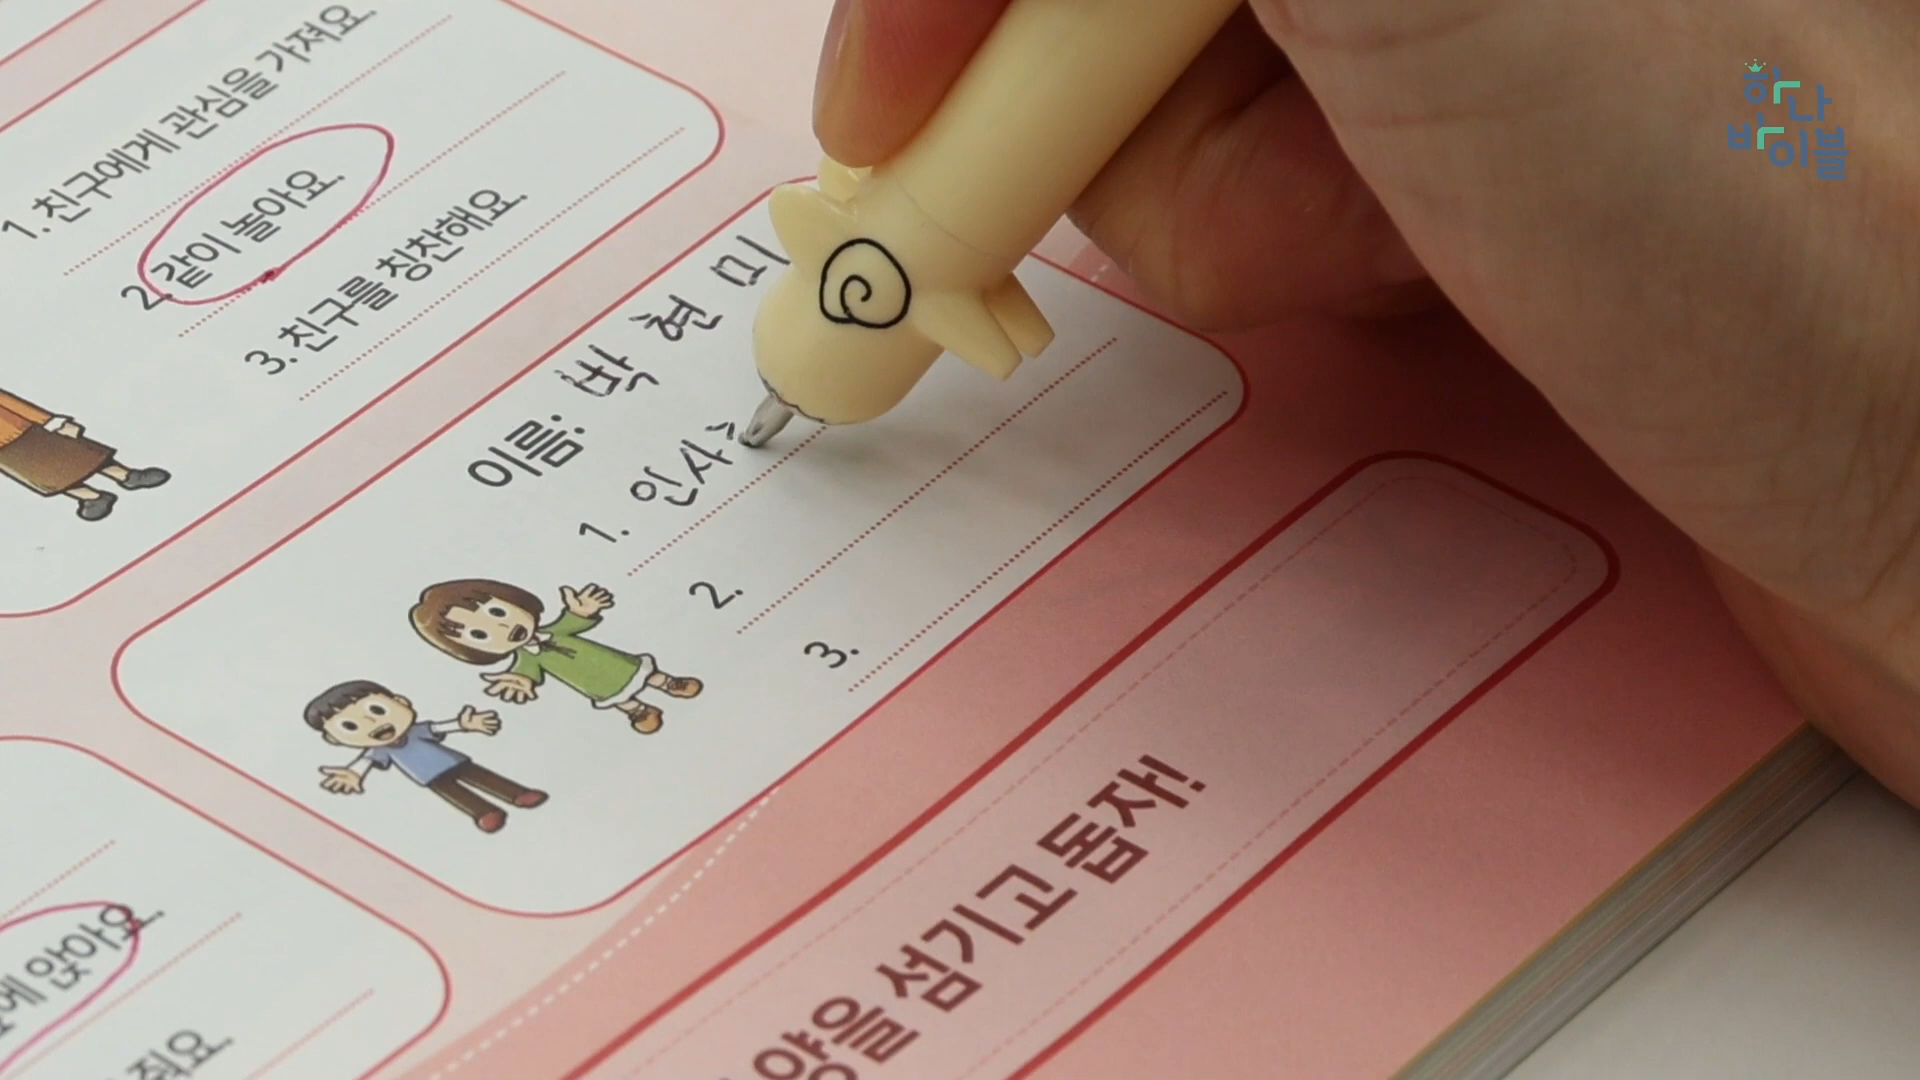 1. 친구에게 관심을 가져요.
2. 같이 놀아요.
3. 친구를 칭찬해요.
이름: 박 현 미
1. 인사
2.
3.
에 앉아요.
줘요.
양을 섬기고 돕자!
하나
바이블